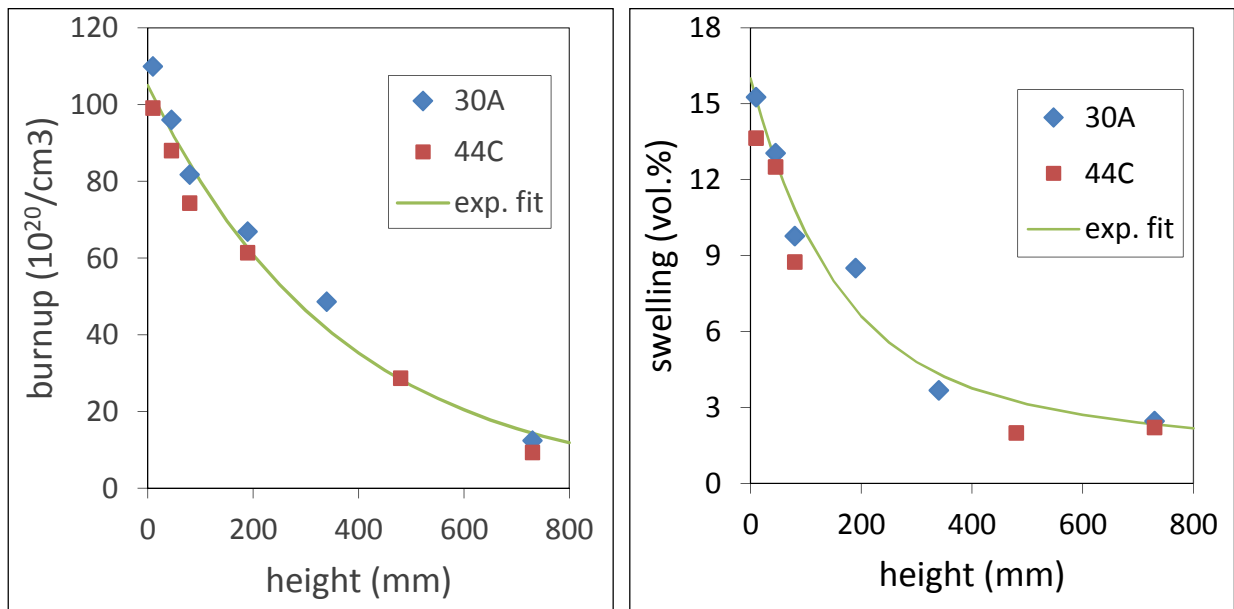 120
100
80
60
40
20
0
burnup (10²⁰/cm3)
30A
44C
exp. fit
0 200 400 600 800
height (mm)
18
15
12
9
6
3
0
swelling (vol.%)
30A
44C
exp. fit
0 200 400 600 800
height (mm)